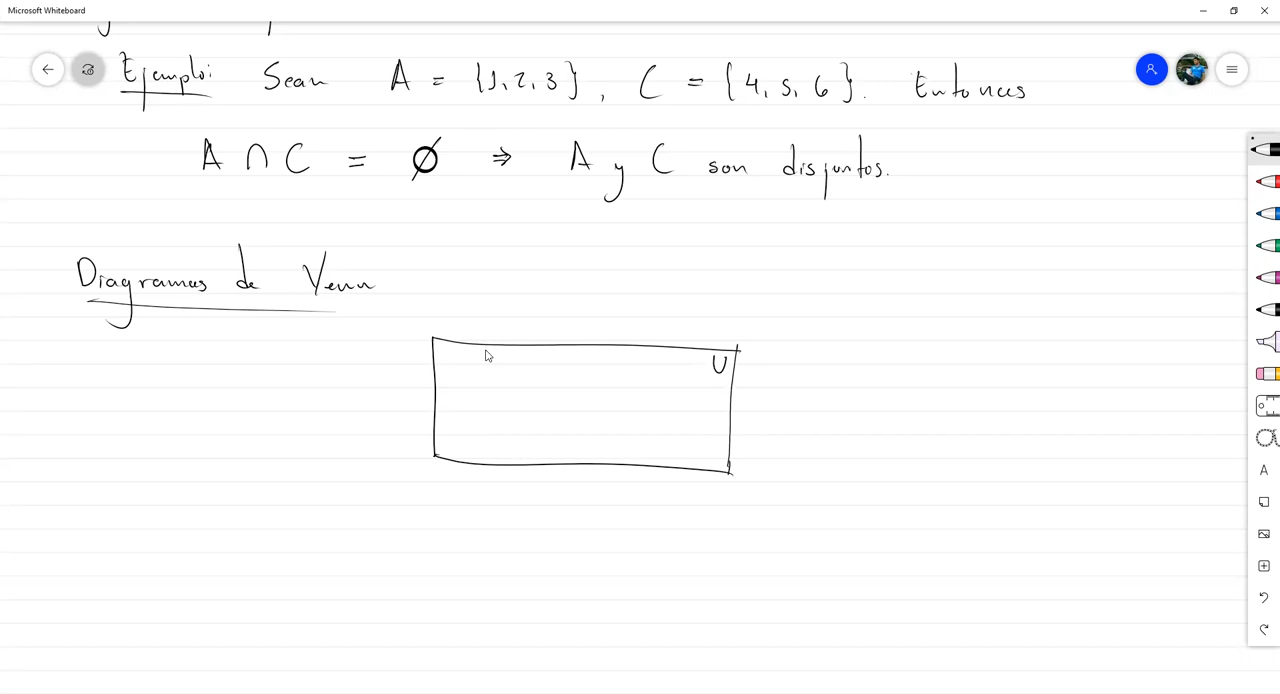 Microsoft Whiteboard
Ejemplo: Sean A = {1, 2, 3}, C = {4, 5, 6}. Entonces
A ∩ C = Ø ⇒ A y C son disjuntos.
Diagramas de Venn
U
A